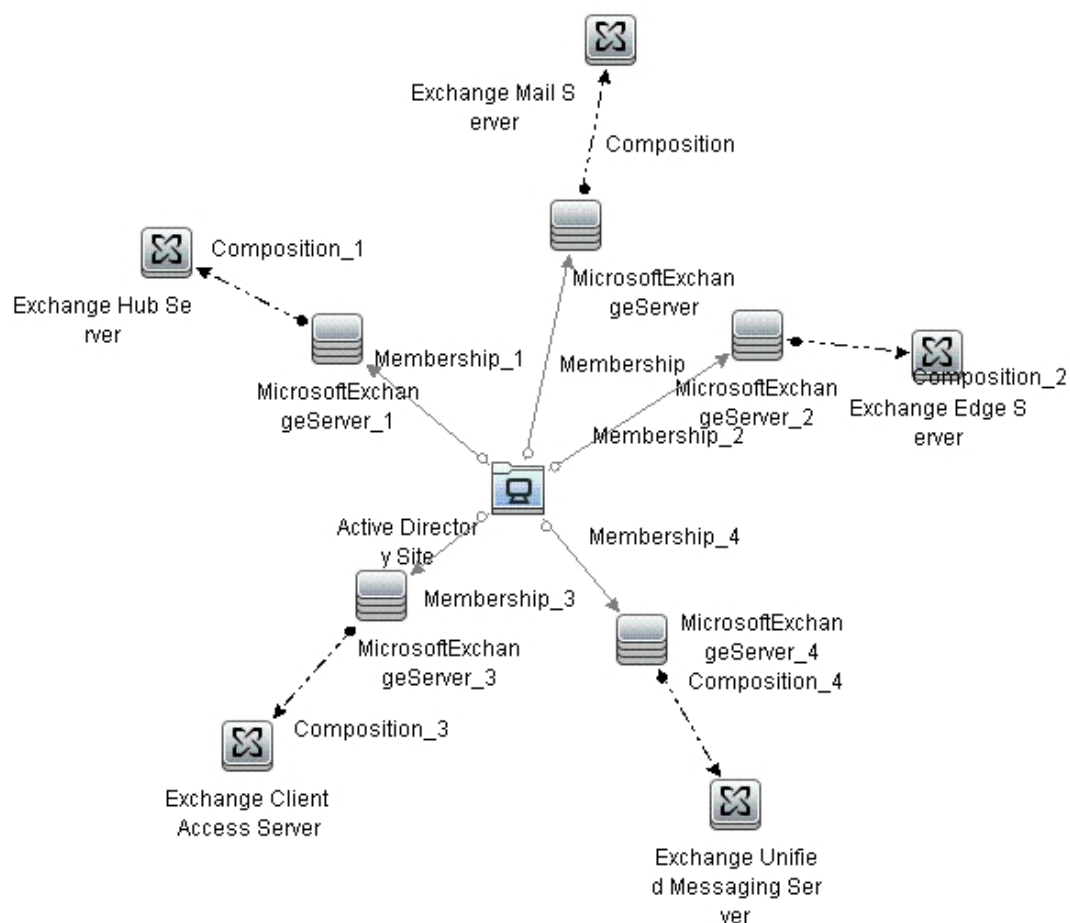 Exchange Mail S
erver
Composition
Composition_1
Exchange Hub Se
rver
MicrosoftExchan
geServer
Membership_1
Membership
MicrosoftExchan
geServer_1
MicrosoftExchan
geServer_2
Composition_2
Exchange Edge S
erver
Membership_2
Active Director
y Site
Membership_4
Membership_3
MicrosoftExchan
geServer_3
MicrosoftExchan
geServer_4
Composition_4
Composition_3
Exchange Client
Access Server
Exchange Unifie
d Messaging Ser
ver